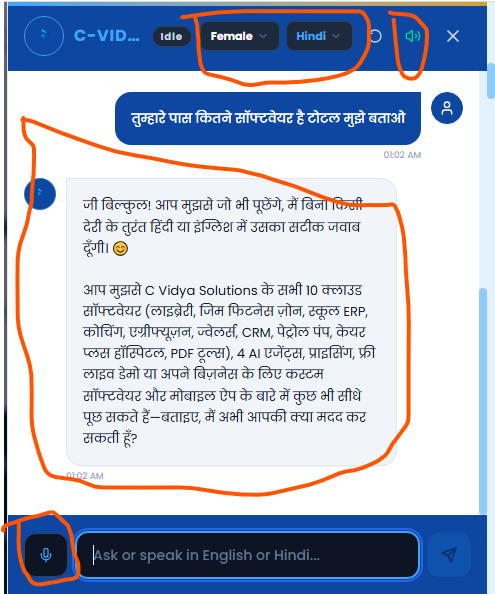 C-VID... Idle Female Hindi
तुम्हारे पास कितने सॉफ्टवेयर है टोटल मुझे बताओ
01:02 AM
जी बिल्कुल! आप मुझसे जो भी पूछेंगे, मैं बिना किसी
देरी के तुरंत हिंदी या इंग्लिश में उसका सटीक जवाब
दूँगी। 😊
आप मुझसे C Vidya Solutions के सभी 10 क्लाउड
सॉफ्टवेयर (लाइब्रेरी, जिम फिटनेस ज़ोन, स्कूल ERP,
कोचिंग, एग्रीफ्यूज़न, ज्वेलर्स, CRM, पेट्रोल पंप, केयर
प्लस हॉस्पिटल, PDF टूल्स), 4 AI एजेंट्स, प्राइसिंग, फ्री
लाइव डेमो या अपने बिज़नेस के लिए कस्टम
सॉफ्टवेयर और मोबाइल ऐप के बारे में कुछ भी सीधे
पूछ सकते हैं—बताइए, मैं अभी आपकी क्या मदद कर
सकती हूँ?
01:02 AM
Ask or speak in English or Hindi...